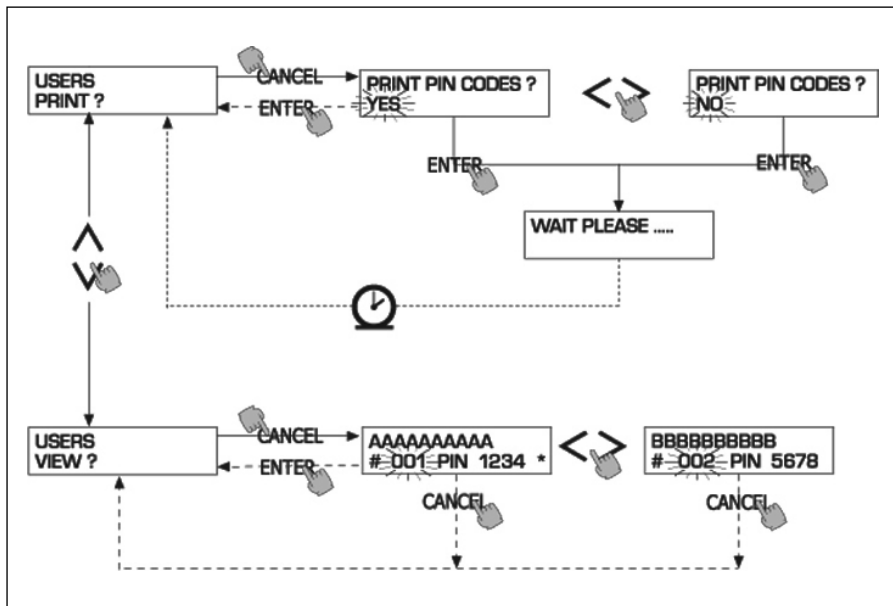 USERS
PRINT ?
CANCEL
ENTER
PRINT PIN CODES ?
YES
PRINT PIN CODES ?
NO
ENTER
ENTER
WAIT PLEASE .....
USERS
VIEW ?
CANCEL
ENTER
AAAAAAAAAA
# 001 PIN 1234 *
BBBBBBBBBB
# 002 PIN 5678
CANCEL
CANCEL